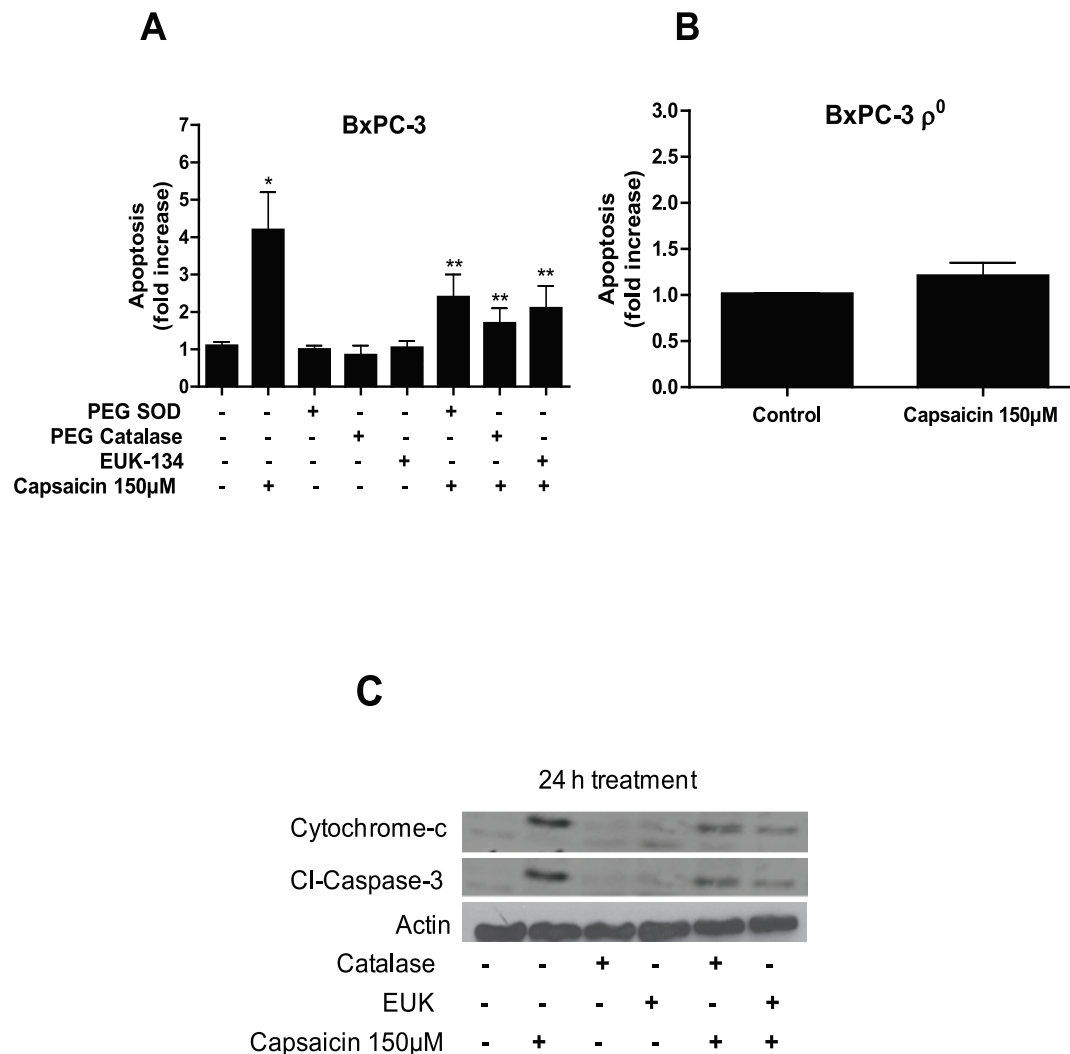 A
BxPC-3
Apoptosis
(fold increase)
7
6
5
4
3
2
1
0
*
**
**
**
PEG SOD - - + - - + - -
PEG Catalase - - - + - - + -
EUK-134 - - - - + - - +
Capsaicin 150µM - + - - - + + +
B
BxPC-3 ρ0
Apoptosis
(fold increase)
3.0
2.5
2.0
1.5
1.0
0.5
0.0
Control Capsaicin 150µM
C
24 h treatment
Cytochrome-c
Cl-Caspase-3
Actin
Catalase - - + - + -
EUK - - - + - +
Capsaicin 150µM - + - - + +